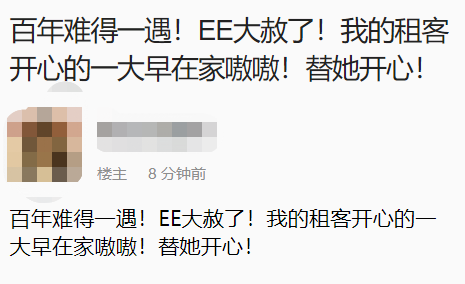 百年难得一遇！EE大赦了！我的租客
开心的一大早在家嗷嗷！替她开心！
楼主 8 分钟前
百年难得一遇！EE大赦了！我的租客开心的一
大早在家嗷嗷！替她开心！